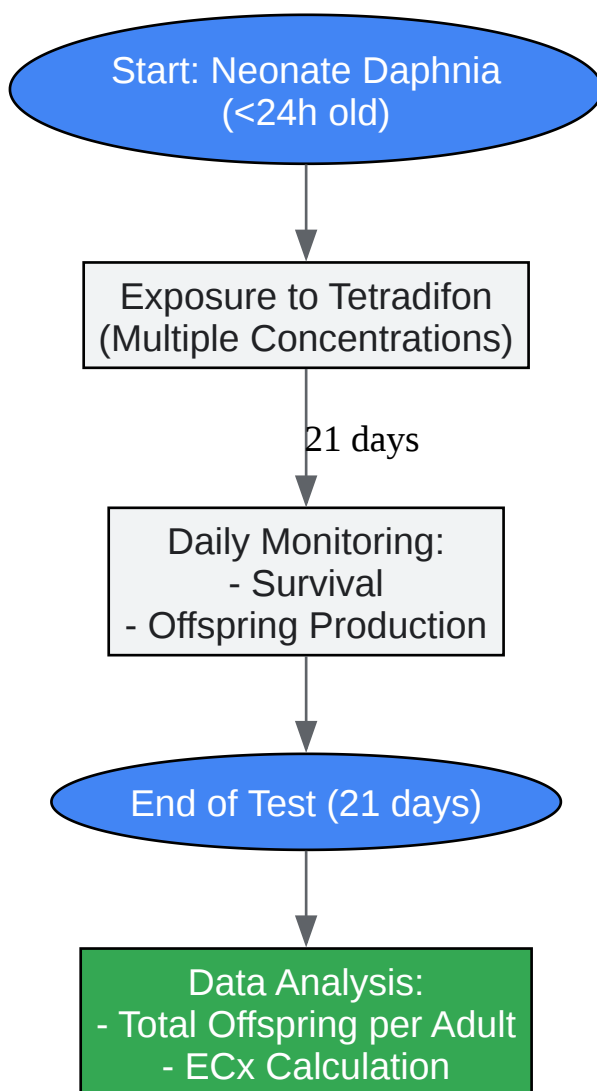 Start: Neonate Daphnia
(<24h old)
Exposure to Tetradifon
(Multiple Concentrations)
21 days
Daily Monitoring:
- Survival
- Offspring Production
End of Test (21 days)
Data Analysis:
- Total Offspring per Adult
- ECx Calculation